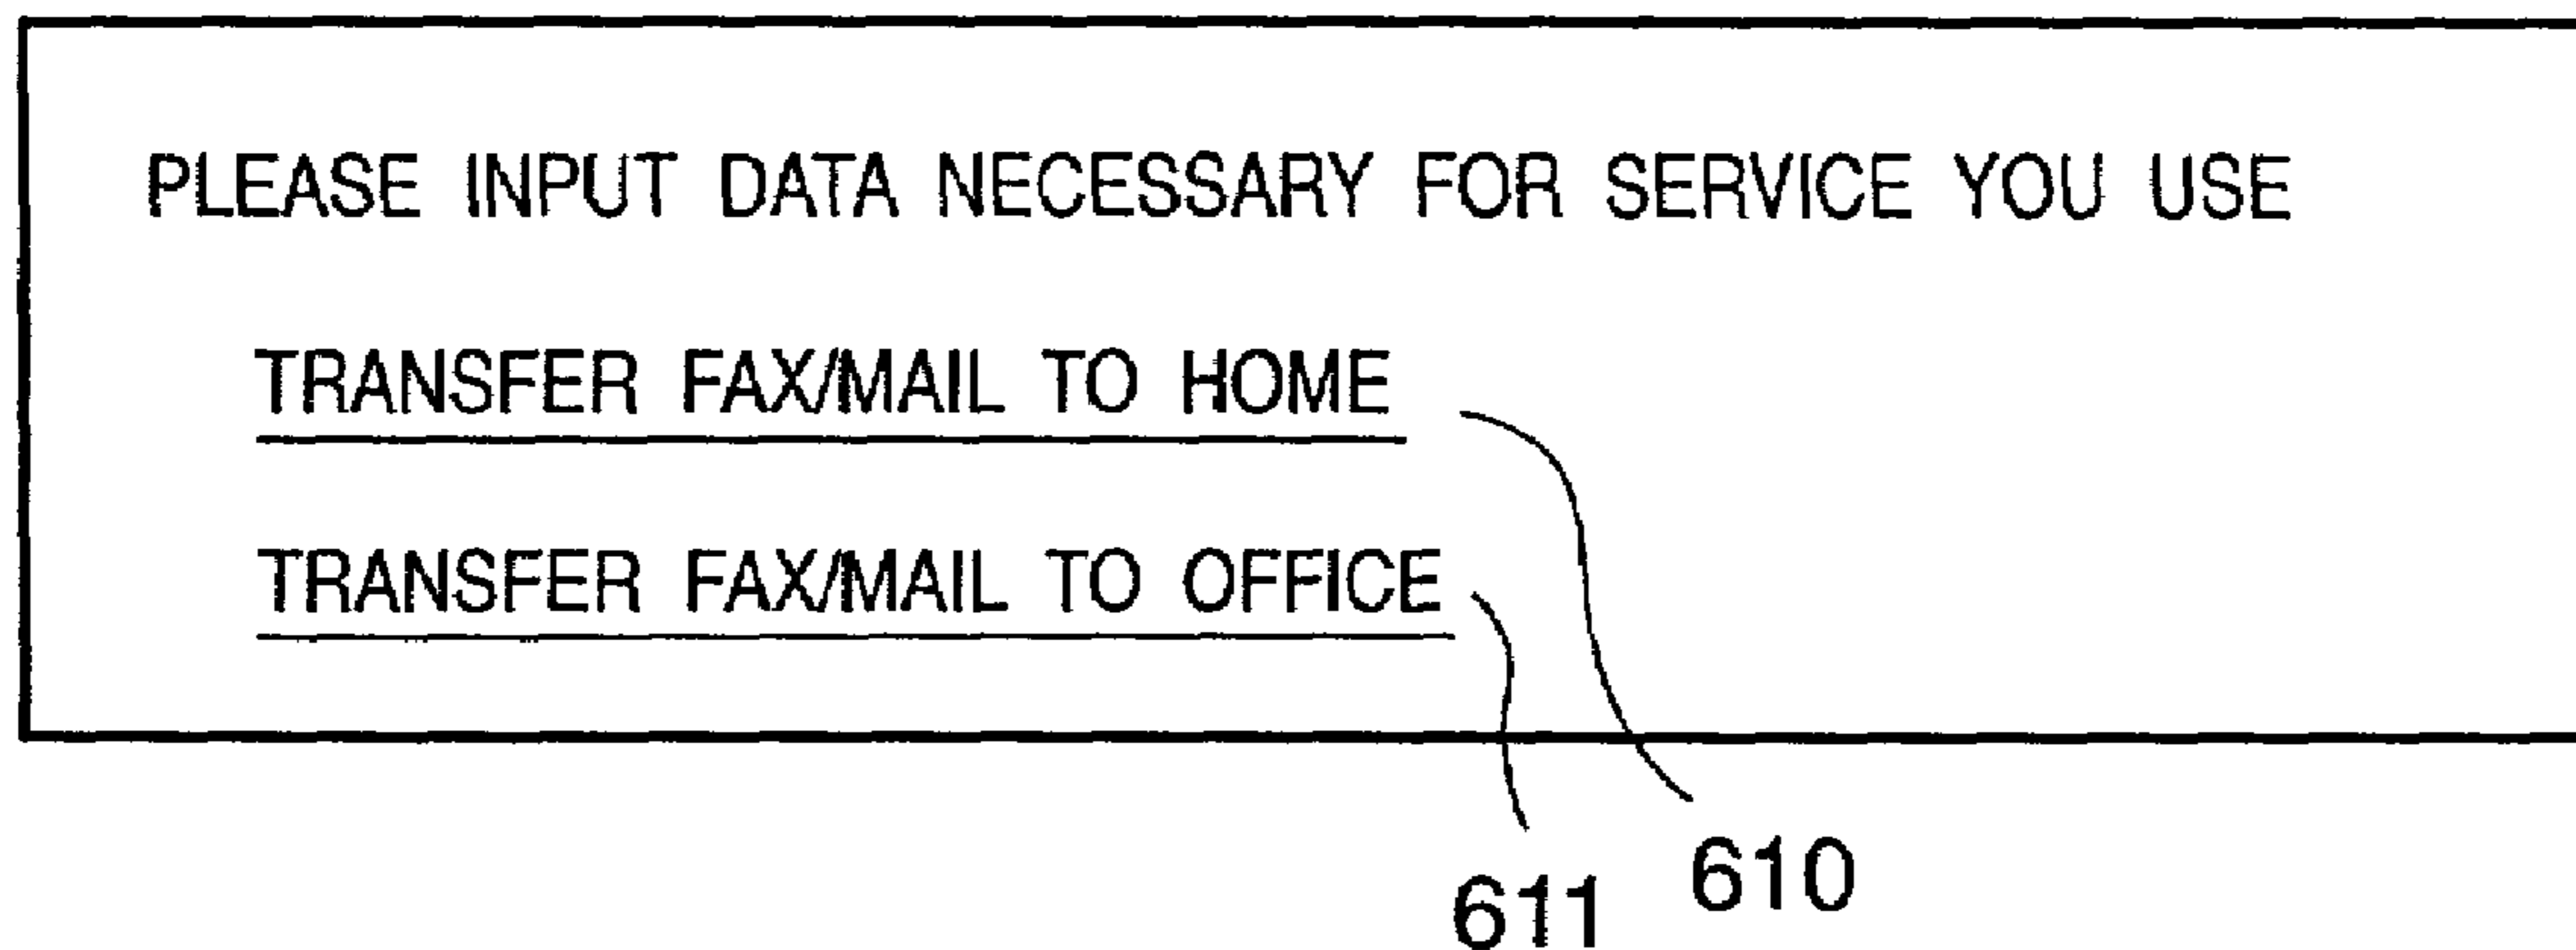 PLEASE INPUT DATA NECESSARY FOR SERVICE YOU USE
TRANSFER FAX/MAIL TO HOME
TRANSFER FAX/MAIL TO OFFICE
610
611